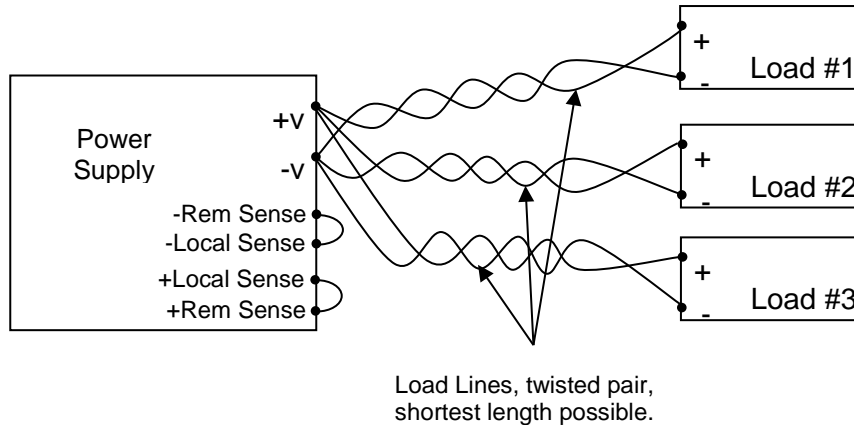 Power
Supply
+v
-v
-Rem Sense
-Local Sense
+Local Sense
+Rem Sense
+
Load #1
-
+
Load #2
-
+
Load #3
-
Load Lines, twisted pair,
shortest length possible.